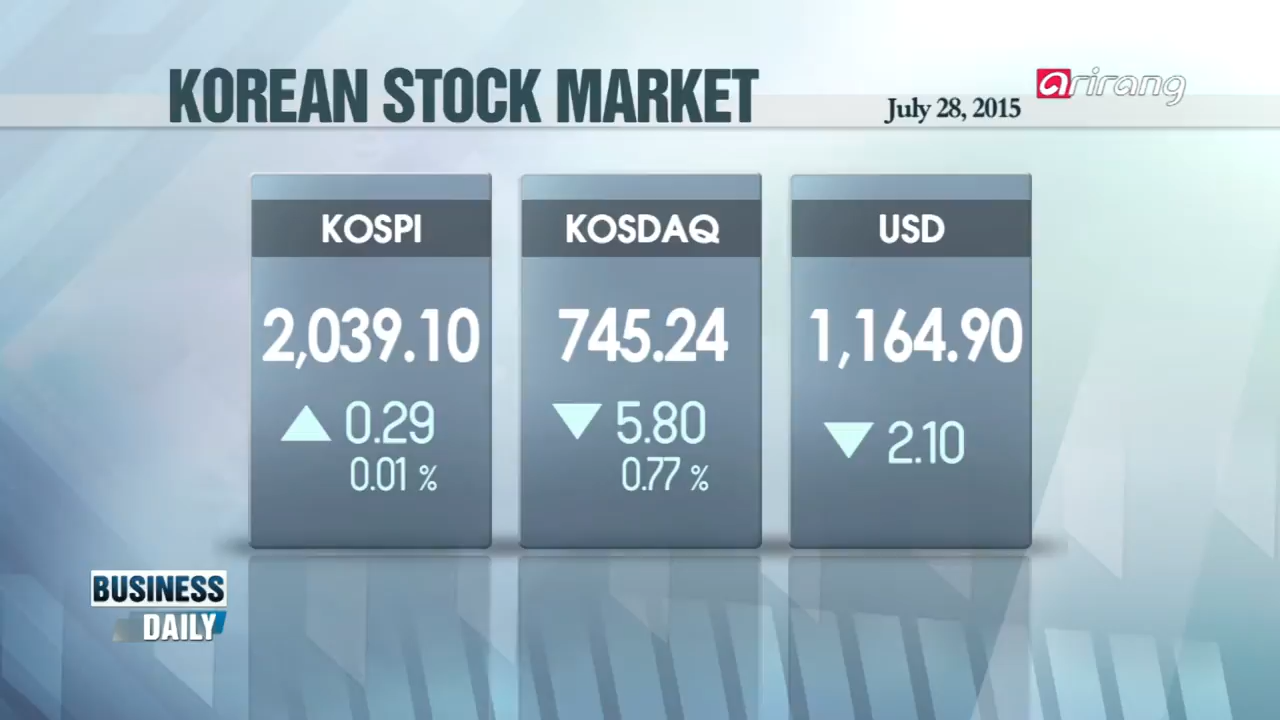 KOREAN STOCK MARKET
July 28, 2015
arirang
KOSPI
2,039.10
▲ 0.29
0.01 %
KOSDAQ
745.24
▼ 5.80
0.77 %
USD
1,164.90
▼ 2.10
BUSINESS
DAILY